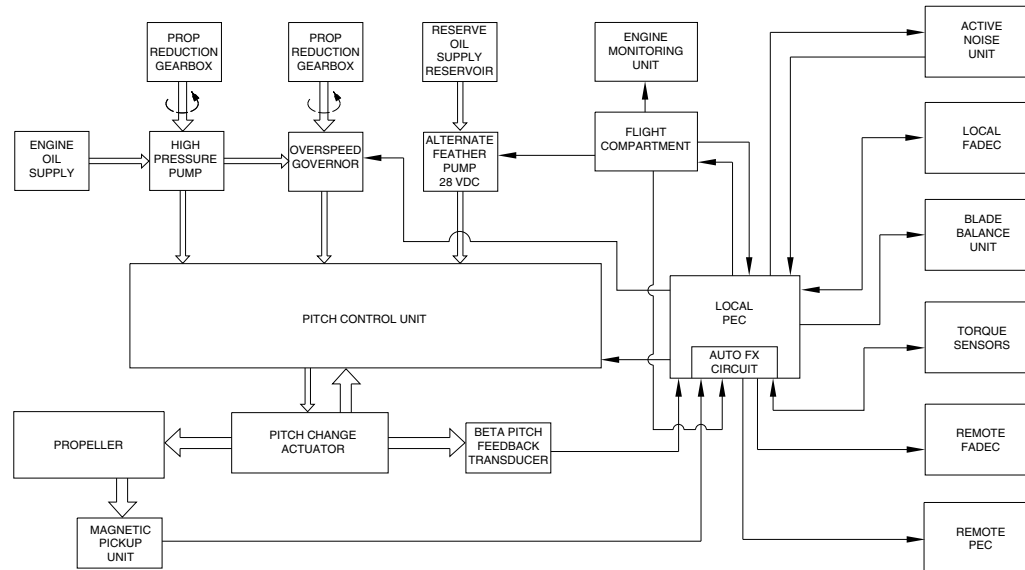 PROP
REDUCTION
GEARBOX
PROP
REDUCTION
GEARBOX
RESERVE
OIL
SUPPLY
RESERVOIR
ENGINE
MONITORING
UNIT
ACTIVE
NOISE
UNIT
ENGINE
OIL
SUPPLY
HIGH
PRESSURE
PUMP
OVERSPEED
GOVERNOR
ALTERNATE
FEATHER
PUMP
28 VDC
FLIGHT
COMPARTMENT
LOCAL
FADEC
BLADE
BALANCE
UNIT
PITCH CONTROL UNIT
LOCAL
PEC
AUTO FX
CIRCUIT
TORQUE
SENSORS
PROPELLER
PITCH CHANGE
ACTUATOR
BETA PITCH
FEEDBACK
TRANSDUCER
REMOTE
FADEC
MAGNETIC
PICKUP
UNIT
REMOTE
PEC